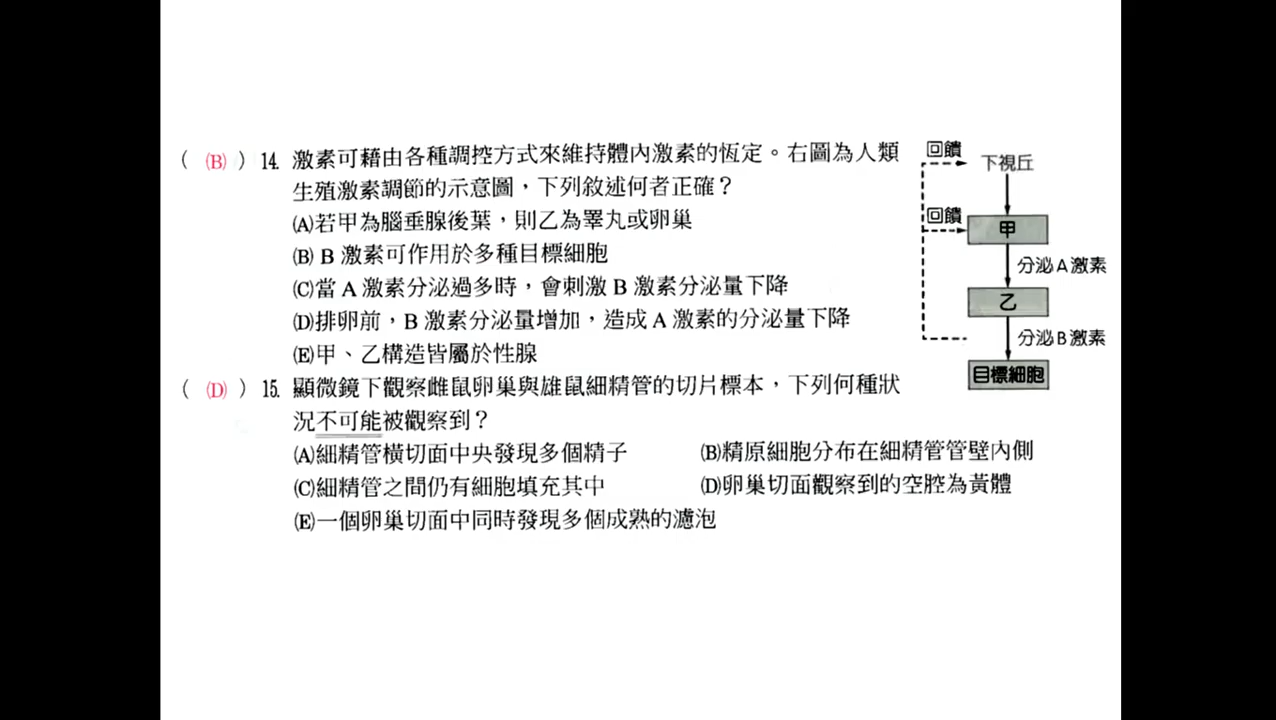 ( (B) ) 14. 激素可藉由各種調控方式來維持體內激素的恆定。右圖為人類
生殖激素調節的示意圖，下列敘述何者正確？
(A)若甲為腦垂腺後葉，則乙為睪丸或卵巢
(B) B 激素可作用於多種目標細胞
(C)當 A 激素分泌過多時，會刺激 B 激素分泌量下降
(D)排卵前，B 激素分泌量增加，造成 A 激素的分泌量下降
(E)甲、乙構造皆屬於性腺
回饋
下視丘
回饋
甲
分泌 A 激素
乙
分泌 B 激素
目標細胞
( (D) ) 15. 顯微鏡下觀察雌鼠卵巢與雄鼠細精管的切片標本，下列何種狀
況不可能被觀察到？
(A)細精管橫切面中央發現多個精子 (B)精原細胞分布在細精管管壁內側
(C)細精管之間仍有細胞填充其中 (D)卵巢切面觀察到的空腔為黃體
(E)一個卵巢切面中同時發現多個成熟的濾泡